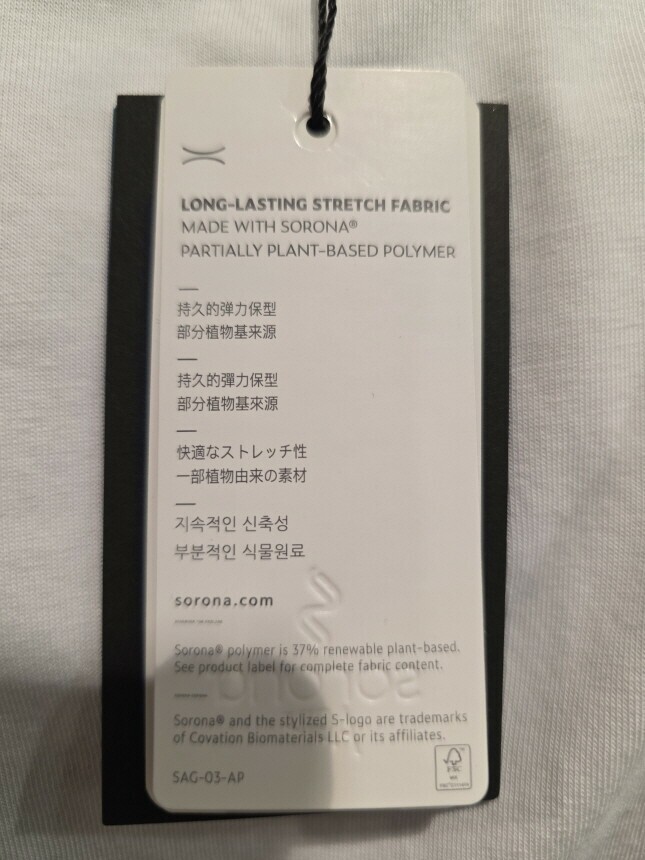 LONG-LASTING STRETCH FABRIC
MADE WITH SORONA®
PARTIALLY PLANT-BASED POLYMER
持久的弹力保型
部分植物基来源
持久的彈力保型
部分植物基來源
快適なストレッチ性
一部植物由来の素材
지속적인 신축성
부분적인 식물원료
sorona.com
Sorona® polymer is 37% renewable plant-based.
See product label for complete fabric content.
Sorona® and the stylized S-logo are trademarks
of Covation Biomaterials LLC or its affiliates.
SAG-03-AP
FSC